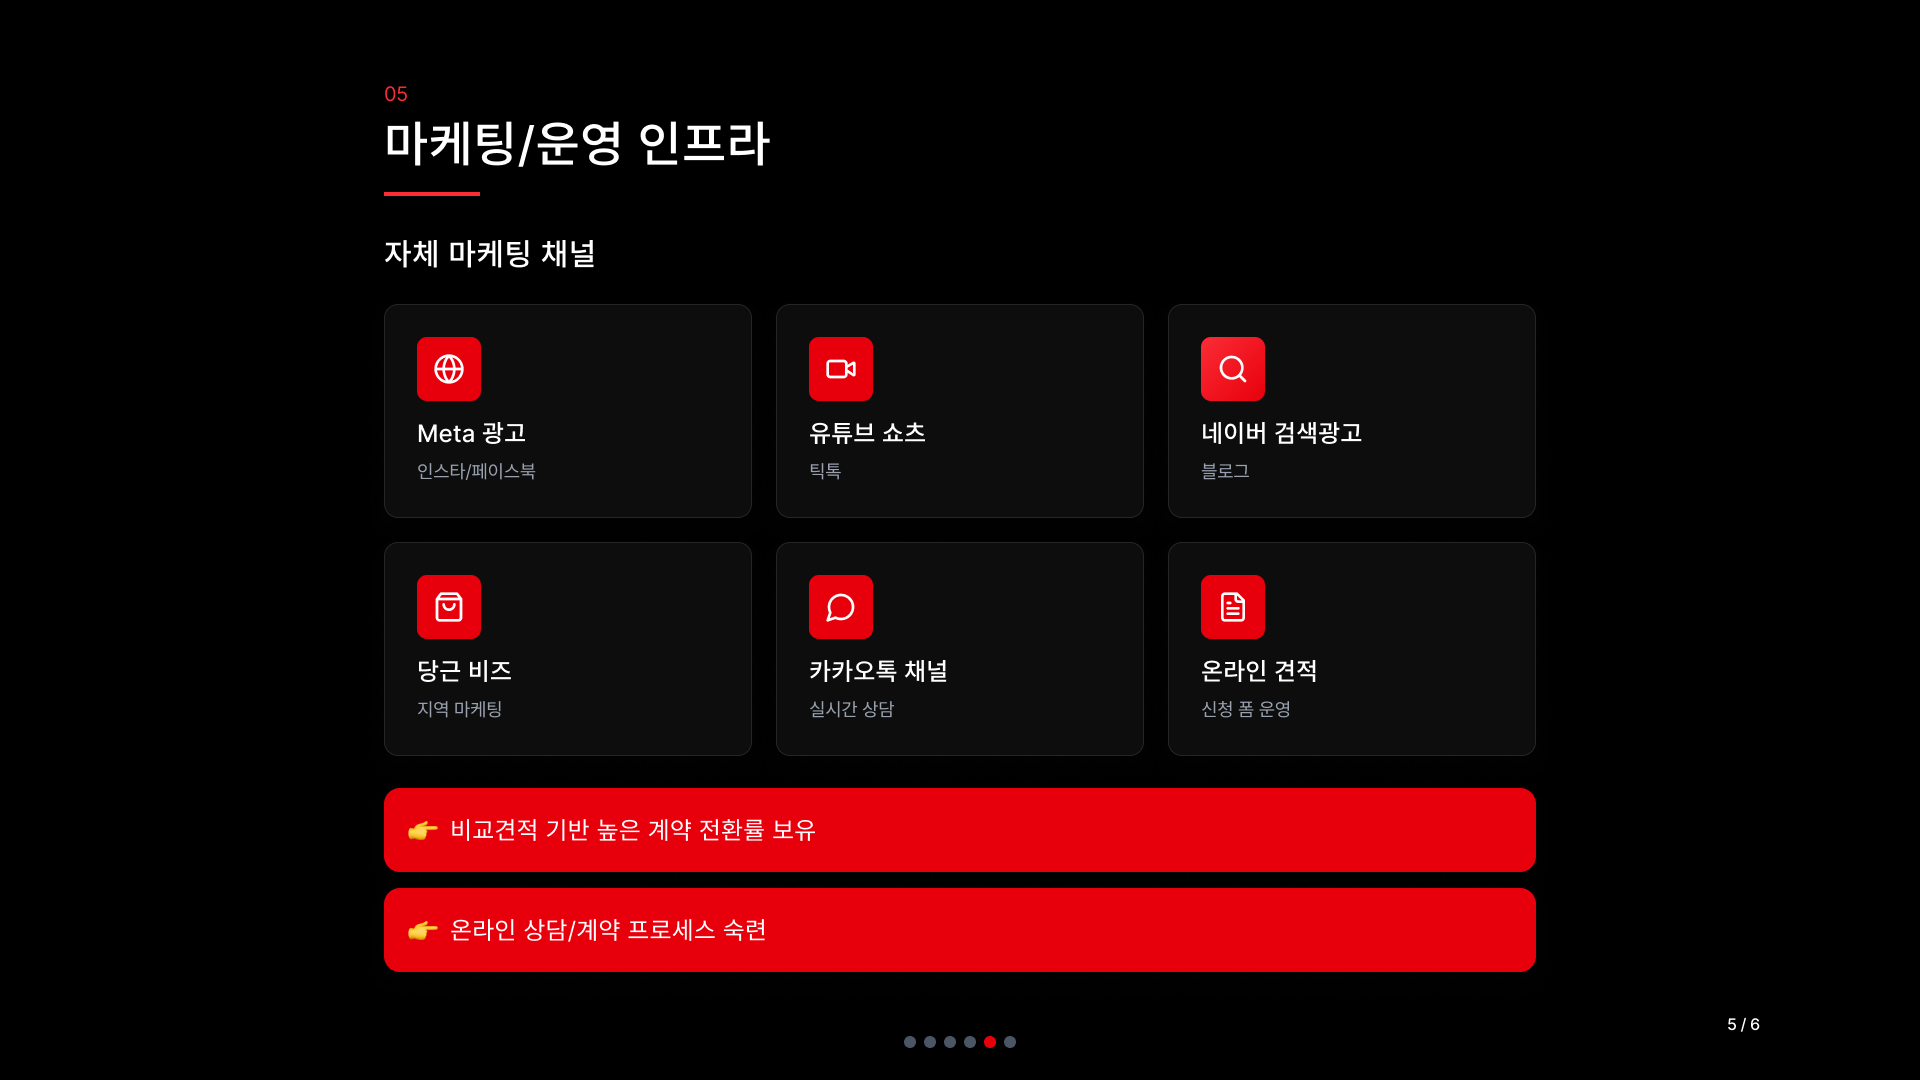 05
마케팅/운영 인프라
자체 마케팅 채널
Meta 광고
인스타/페이스북
유튜브 쇼츠
틱톡
네이버 검색광고
블로그
당근 비즈
지역 마케팅
카카오톡 채널
실시간 상담
온라인 견적
신청 폼 운영
👉 비교견적 기반 높은 계약 전환률 보유
👉 온라인 상담/계약 프로세스 숙련
5 / 6